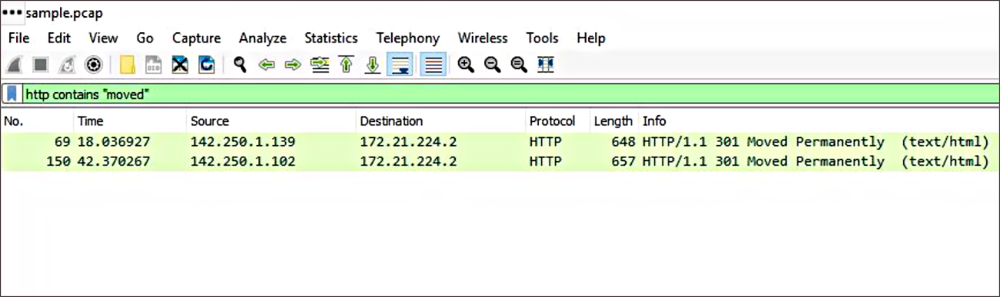 sample.pcap
File Edit View Go Capture Analyze Statistics Telephony Wireless Tools Help
http contains "moved"
No. Time Source Destination Protocol Length Info
69 18.036927 142.250.1.139 172.21.224.2 HTTP 648 HTTP/1.1 301 Moved Permanently (text/html)
150 42.370267 142.250.1.102 172.21.224.2 HTTP 657 HTTP/1.1 301 Moved Permanently (text/html)